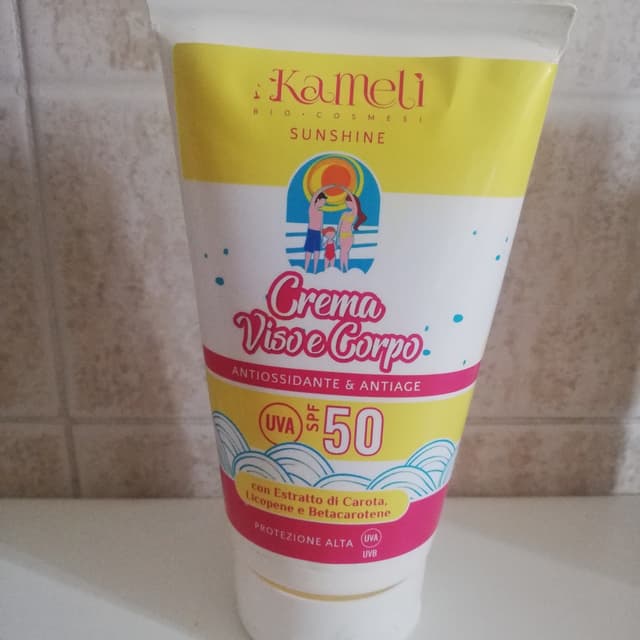 Kameli
BIO•COSMESI
SUNSHINE
Crema
Viso e Corpo
ANTIOSSIDANTE & ANTIAGE
UVA SPF 50
con Estratto di Carota,
Licopene e Betacarotene
PROTEZIONE ALTA UVA
UVB